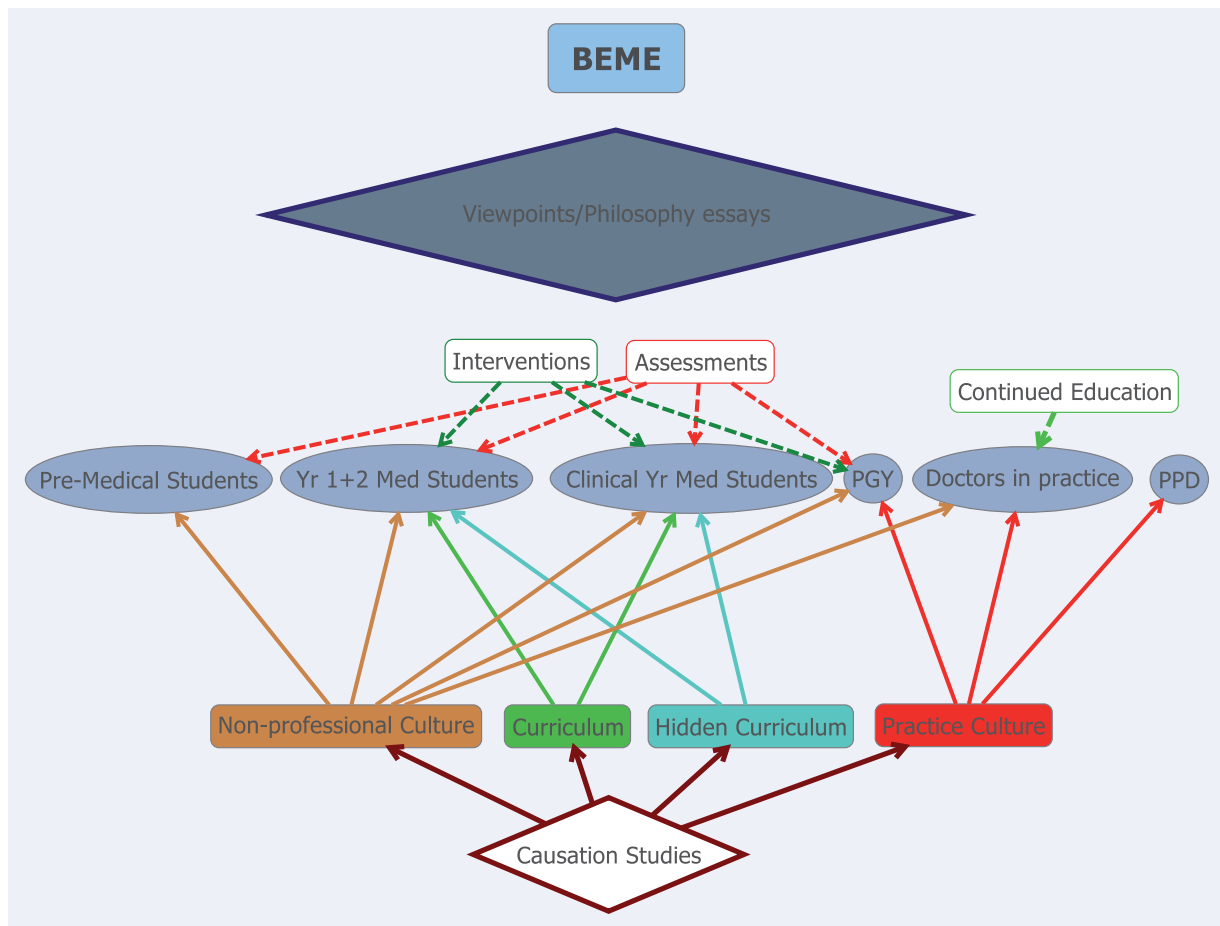 BEME
Viewpoints/Philosophy essays
Interventions
Assessments
Continued Education
Pre-Medical Students
Yr 1+2 Med Students
Clinical Yr Med Students
PGY
Doctors in practice
PPD
Non-professional Culture
Curriculum
Hidden Curriculum
Practice Culture
Causation Studies